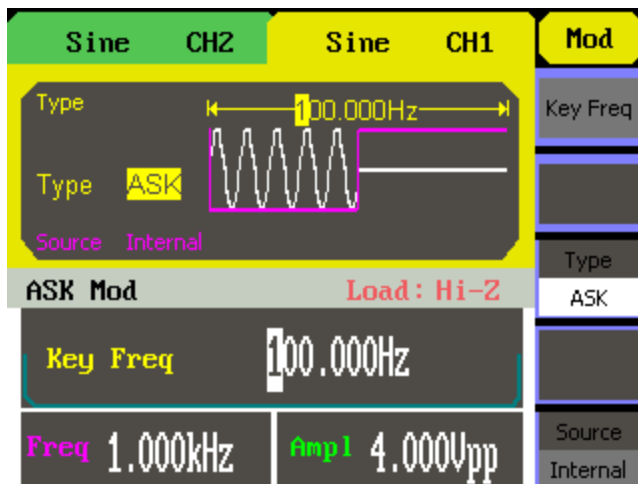 Sine CH2 Sine CH1 Mod
Type 100.000Hz Key Freq
Type ASK
Source Internal
Type
ASK Mod Load: Hi-Z ASK
Key Freq 100.000Hz
Freq 1.000kHz Ampl 4.000Vpp Source
Internal